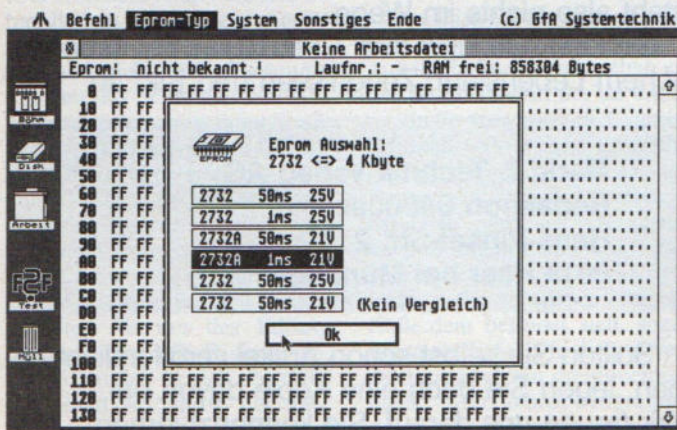 Befehl Eprom-Typ System Sonstiges Ende (c) GfA Systemtechnik
Keine Arbeitsdatei
Eprom: nicht bekannt ! Laufnr.: - RAM frei: 858304 Bytes
0 FF FF FF FF FF FF FF FF FF FF FF FF FF FF FF FF
10 FF FF
20 FF FF
30 FF FF
40 FF FF
50 FF FF
60 FF FF
70 FF FF
80 FF FF
90 FF FF
A0 FF FF
B0 FF FF
C0 FF FF
D0 FF FF
E0 FF FF
F0 FF FF
100 FF FF
110 FF FF FF FF FF FF FF FF FF FF FF FF FF FF FF FF
120 FF FF FF FF FF FF FF FF FF FF FF FF FF FF FF FF
130 FF FF FF FF FF FF FF FF FF FF FF FF FF FF FF FF
EPROM
Eprom Auswahl:
2732 <=> 4 Kbyte
2732 50ms 25V
2732 1ms 25V
2732A 50ms 21V
2732A 1ms 21V
2732 50ms 25V
2732 50ms 21V (Kein Vergleich)
Ok
Disk
Arbeit
F2F
Test
Müll